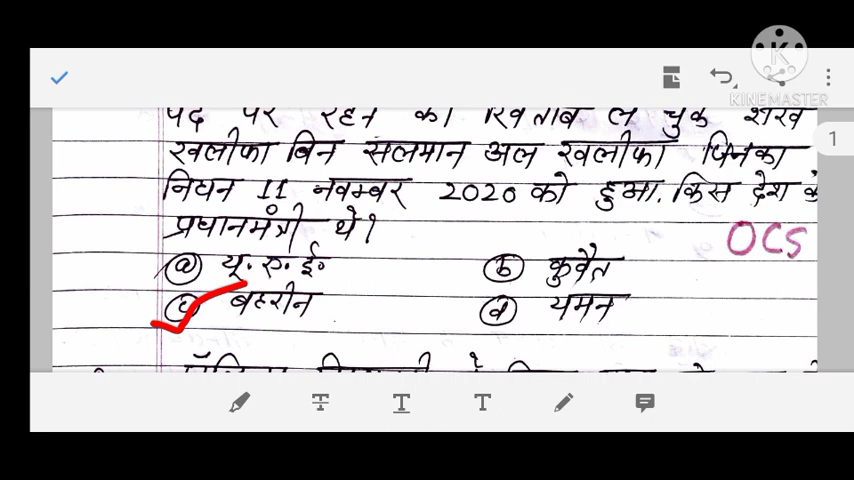 KINEMASTER
1
पद पर रहने का खिताब ले चुके शेख
खलीफा बिन सलमान अल खलीफा जिनका
निधन 11 नवम्बर 2020 को हुआ. किस देश के
प्रधानमंत्री थे।
OCS
ⓐ यू. ए. ई. ⓑ कुवैत
ⓒ बहरीन ⓓ यमन